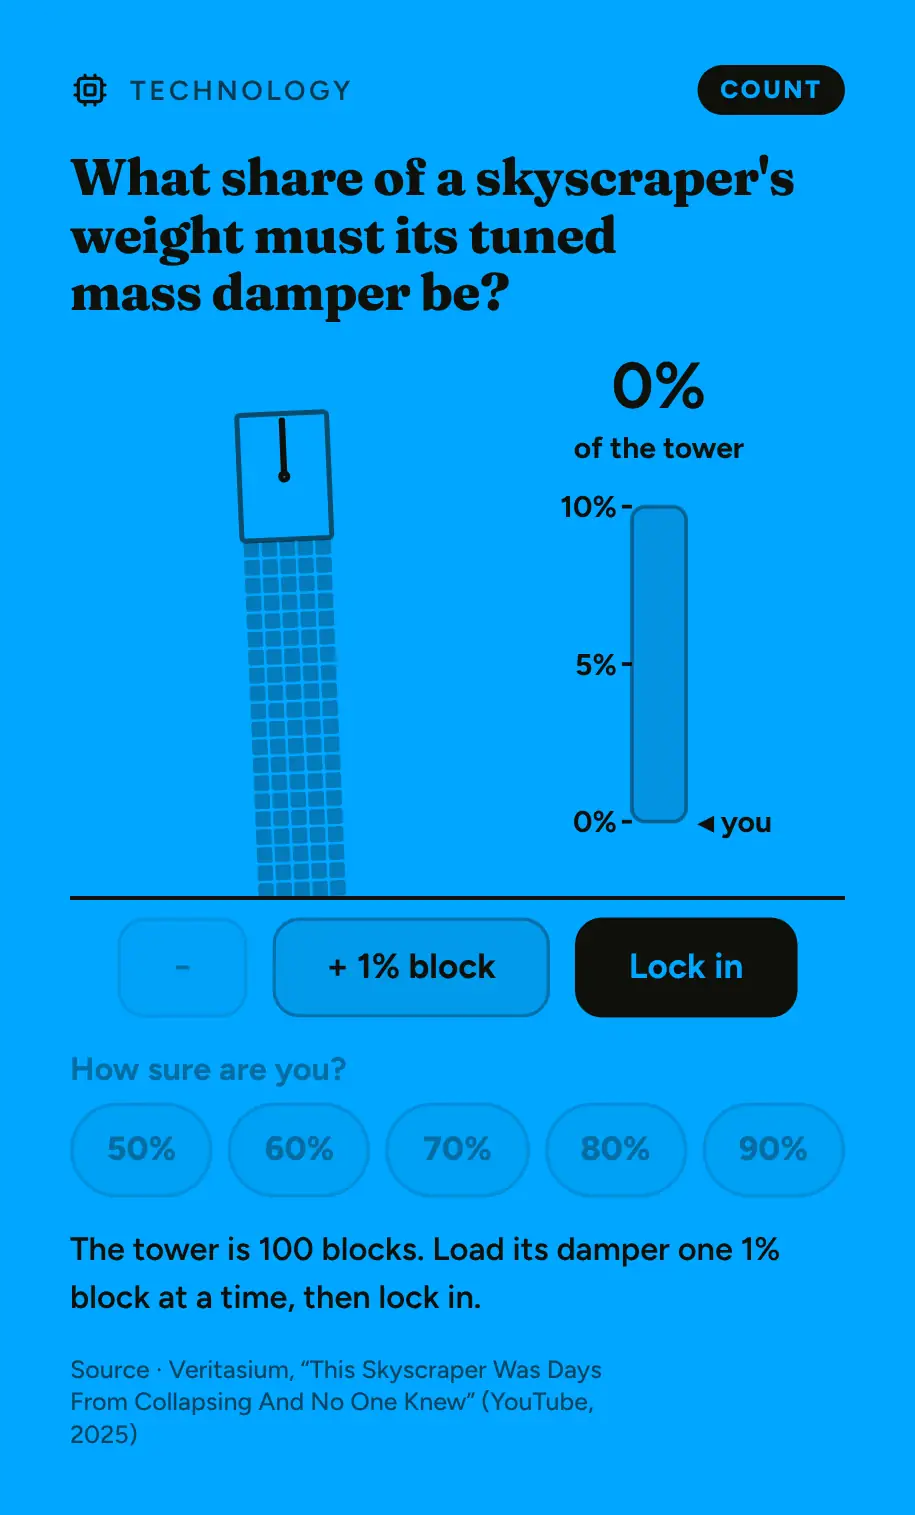 TECHNOLOGY
COUNT
What share of a skyscraper's
weight must its tuned
mass damper be?
0%
of the tower
10%
5%
0%
◄ you
−
+ 1% block
Lock in
How sure are you?
50%
60%
70%
80%
90%
The tower is 100 blocks. Load its damper one 1%
block at a time, then lock in.
Source · Veritasium, “This Skyscraper Was Days
From Collapsing And No One Knew” (YouTube,
2025)